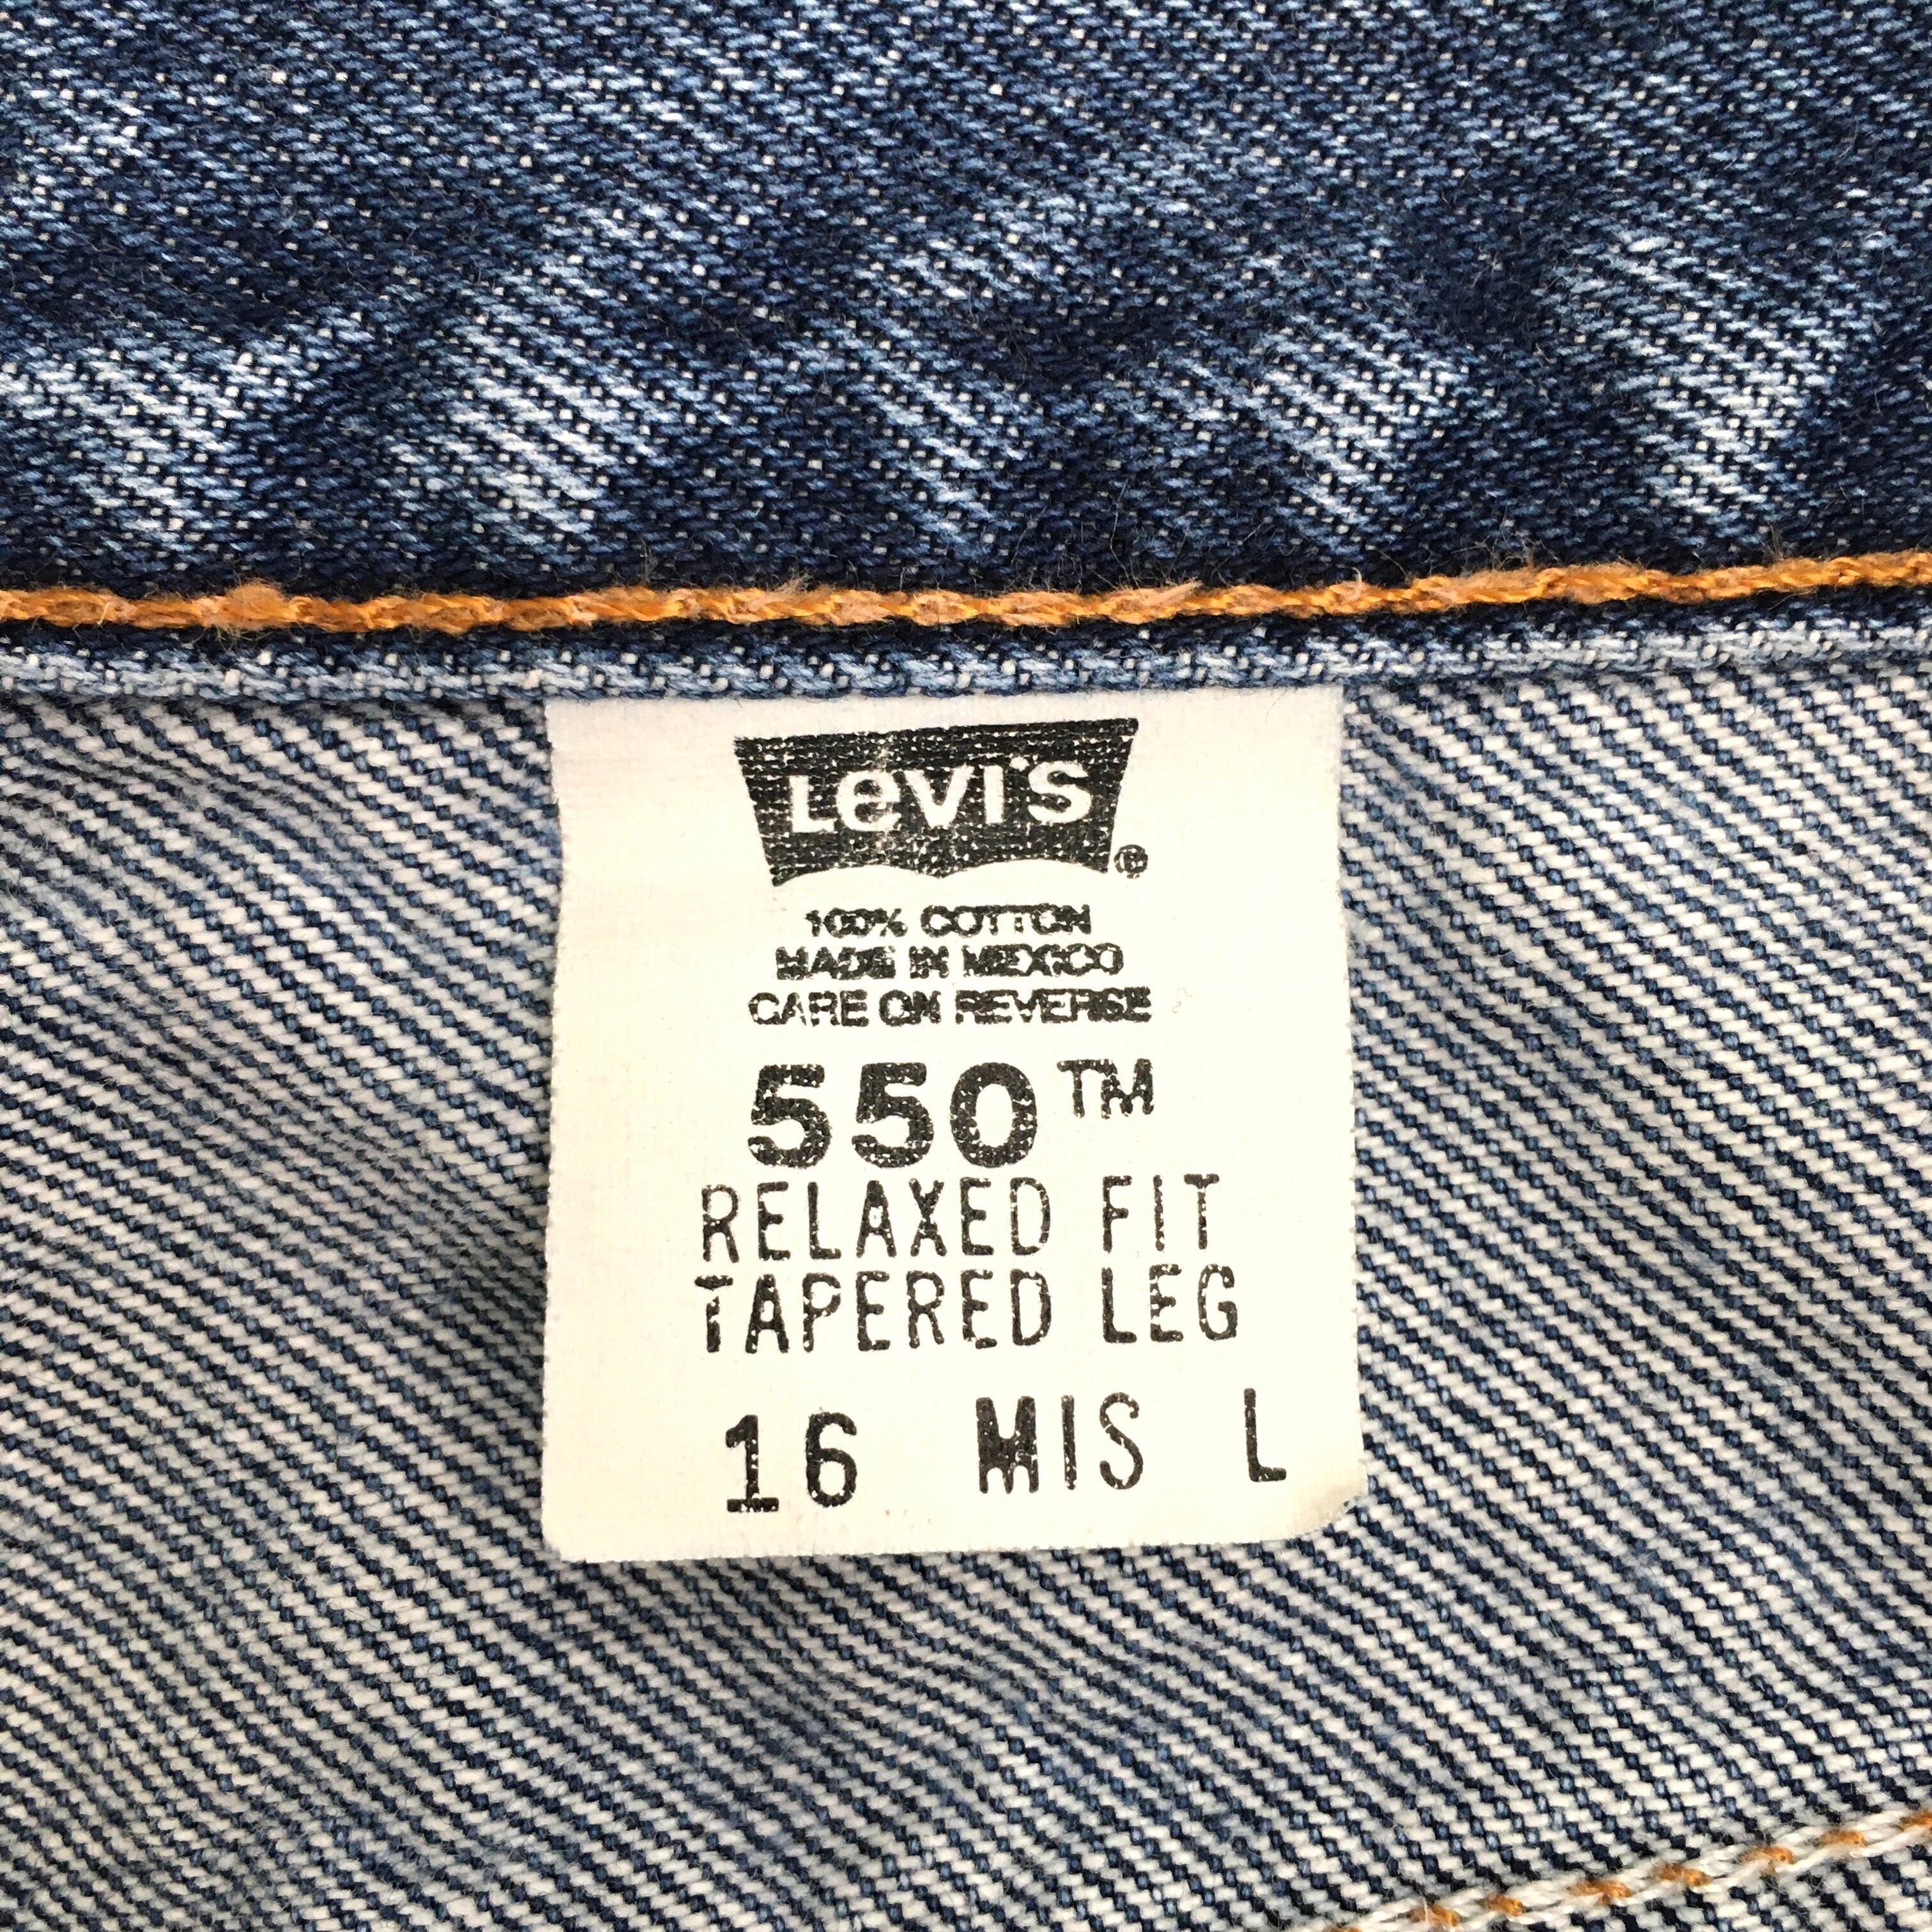 LEVI'S ®
100% COTTON
MADE IN MEXICO
CARE ON REVERSE
550™
RELAXED FIT
TAPERED LEG
16 MIS L